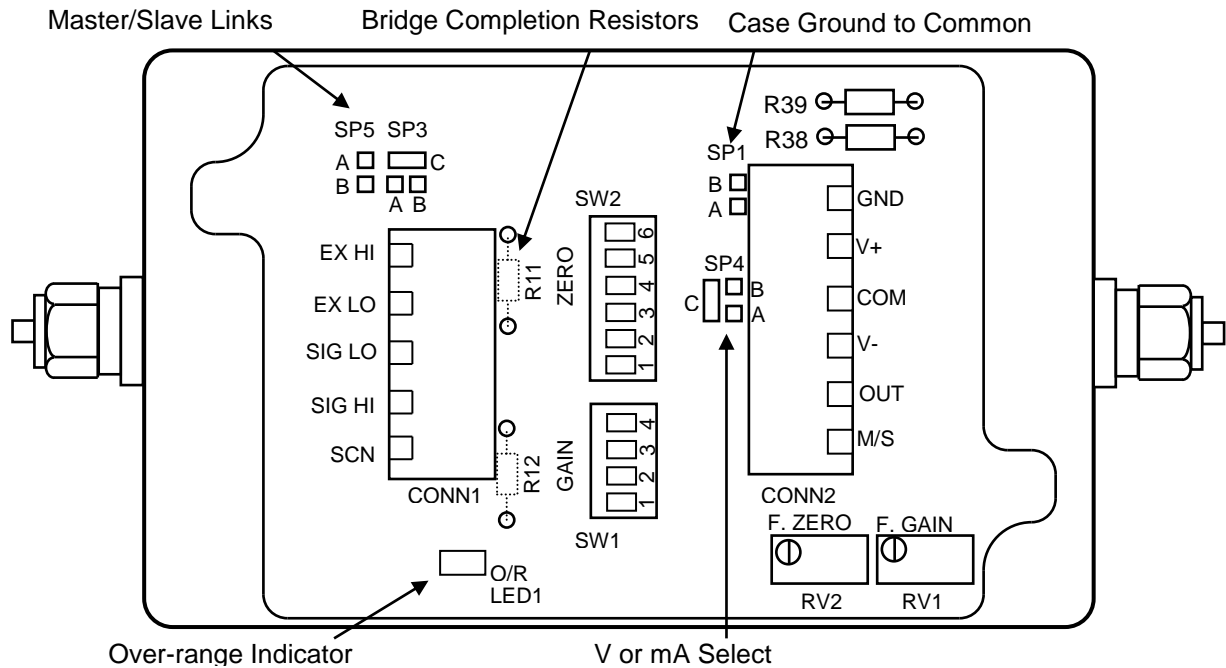 Master/Slave Links
Bridge Completion Resistors
Case Ground to Common
R39
R38
SP5 SP3
A C
B
A B
SP1
B
A
SW2
6
5
4
3
2
1
ZERO
R11
EX HI
EX LO
SIG LO
SIG HI
SCN
CONN1
SP4
C
B
A
GND
V+
COM
V-
OUT
M/S
CONN2
R12
GAIN
4
3
2
1
SW1
F. ZERO
F. GAIN
RV2
RV1
O/R
LED1
Over-range Indicator
V or mA Select